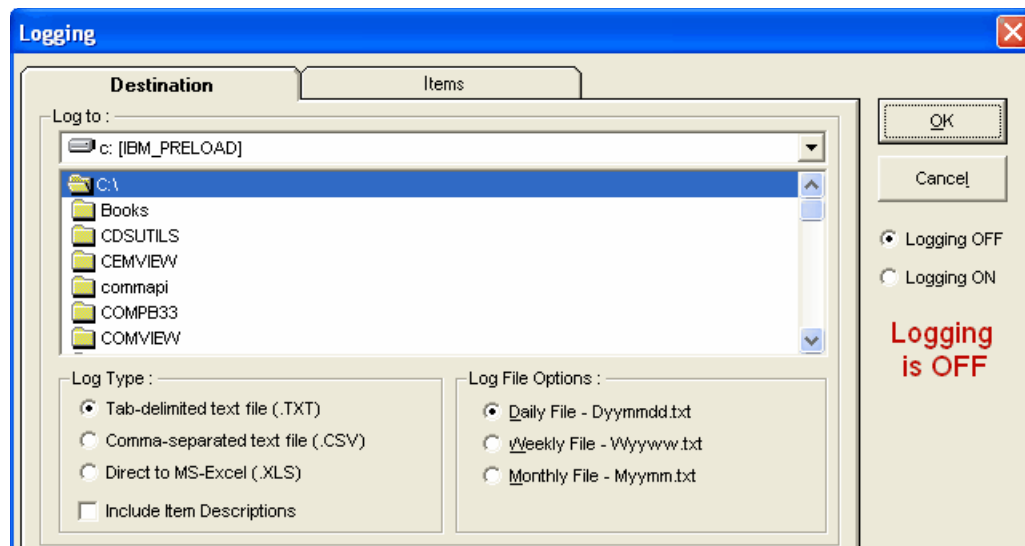 Logging
Destination
Items
Log to :
c: [IBM_PRELOAD]
C:\
Books
CDSUTILS
CEMVIEW
commapi
COMPB33
COMVIEW
Log Type :
Tab-delimited text file (.TXT)
Comma-separated text file (.CSV)
Direct to MS-Excel (.XLS)
Include Item Descriptions
Log File Options :
Daily File - Dyymmdd.txt
Weekly File - Wyyww.txt
Monthly File - Myymm.txt
OK
Cancel
Logging OFF
Logging ON
Logging
is OFF